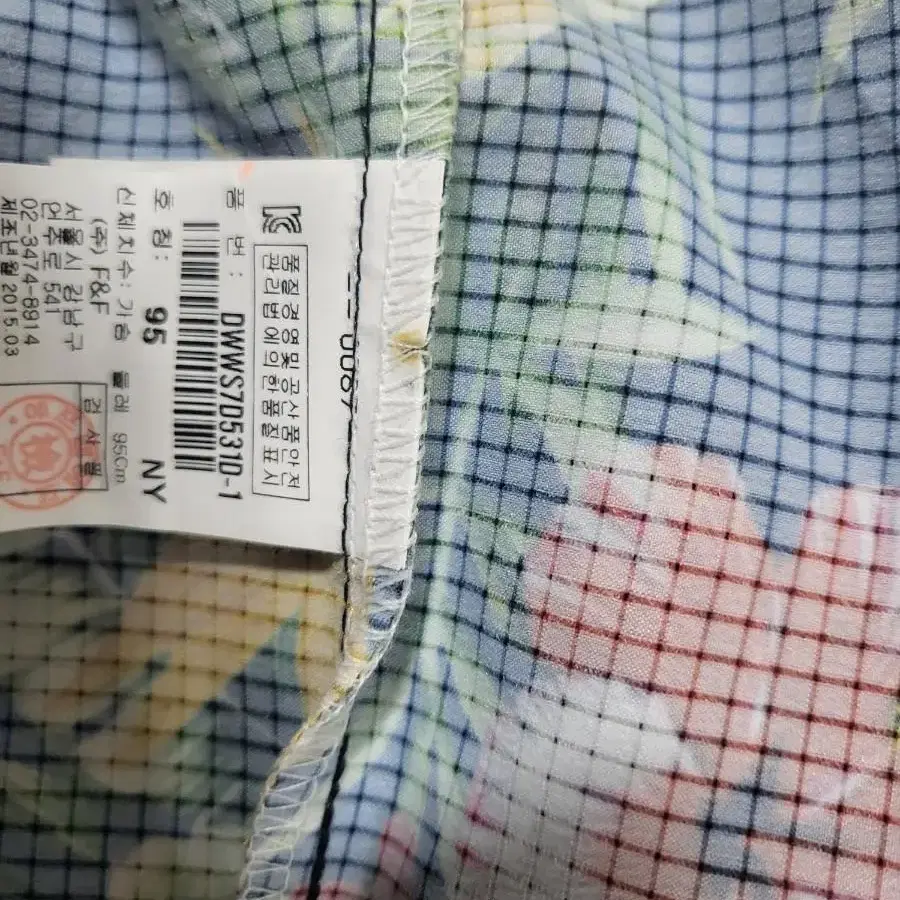 품질경영및공산품안전
관리법에의한품질표시
품 번 : DWWS7D531D-1
호 칭 : 95 NY
신체치수: 가슴 둘레 95Cm
(주) F&F
서울시 강남구
언주로 541
02-3474-8914
제조년월 2015.03
검 사 필